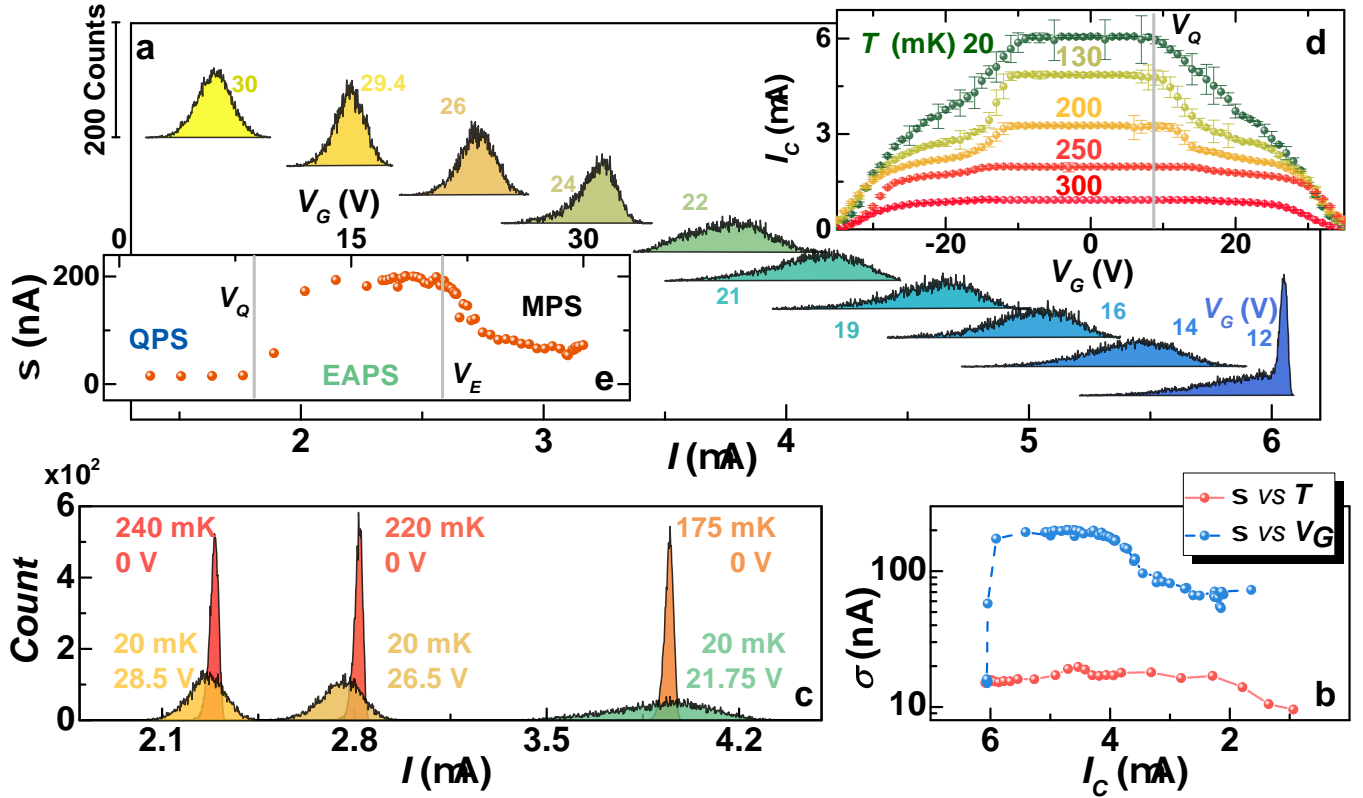 a
200 Counts
30
29.4
26
24
22
21
19
16
14
12
V_G (V)
V_G (V)
0 15 30
s (nA)
200
100
0
V_Q
QPS
EAPS
V_E
MPS
e
2 3 4 5 6
I (mA)
d
T (mK) 20
130
200
250
300
V_Q
I_C (mA)
6
3
0
-20 0 20
V_G (V)
x10²
Count
6
4
2
0
240 mK
0 V
220 mK
0 V
175 mK
0 V
20 mK
28.5 V
20 mK
26.5 V
20 mK
21.75 V
c
2.1 2.8 3.5 4.2
I (mA)
s vs T
s vs V_G
σ (nA)
100
10
b
6 4 2
I_C (mA)